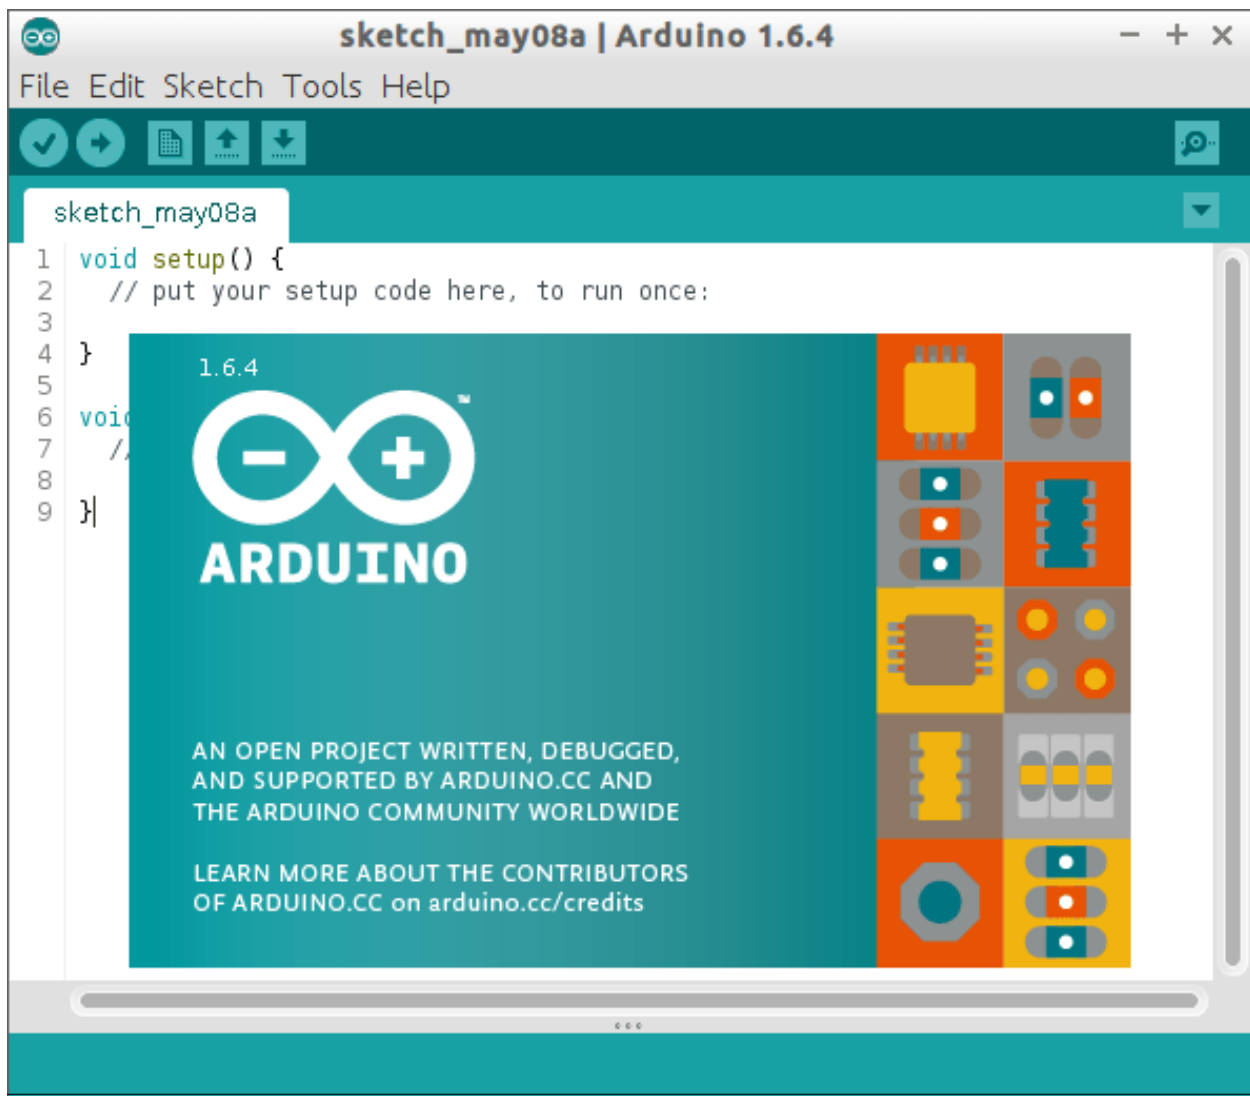 sketch_may08a | Arduino 1.6.4
File Edit Sketch Tools Help
sketch_may08a
1 void setup() {
2 // put your setup code here, to run once:
3
4 }
5
6
7 //
8
9 }
1.6.4
™
ARDUINO
AN OPEN PROJECT WRITTEN, DEBUGGED,
AND SUPPORTED BY ARDUINO.CC AND
THE ARDUINO COMMUNITY WORLDWIDE
LEARN MORE ABOUT THE CONTRIBUTORS
OF ARDUINO.CC on arduino.cc/credits